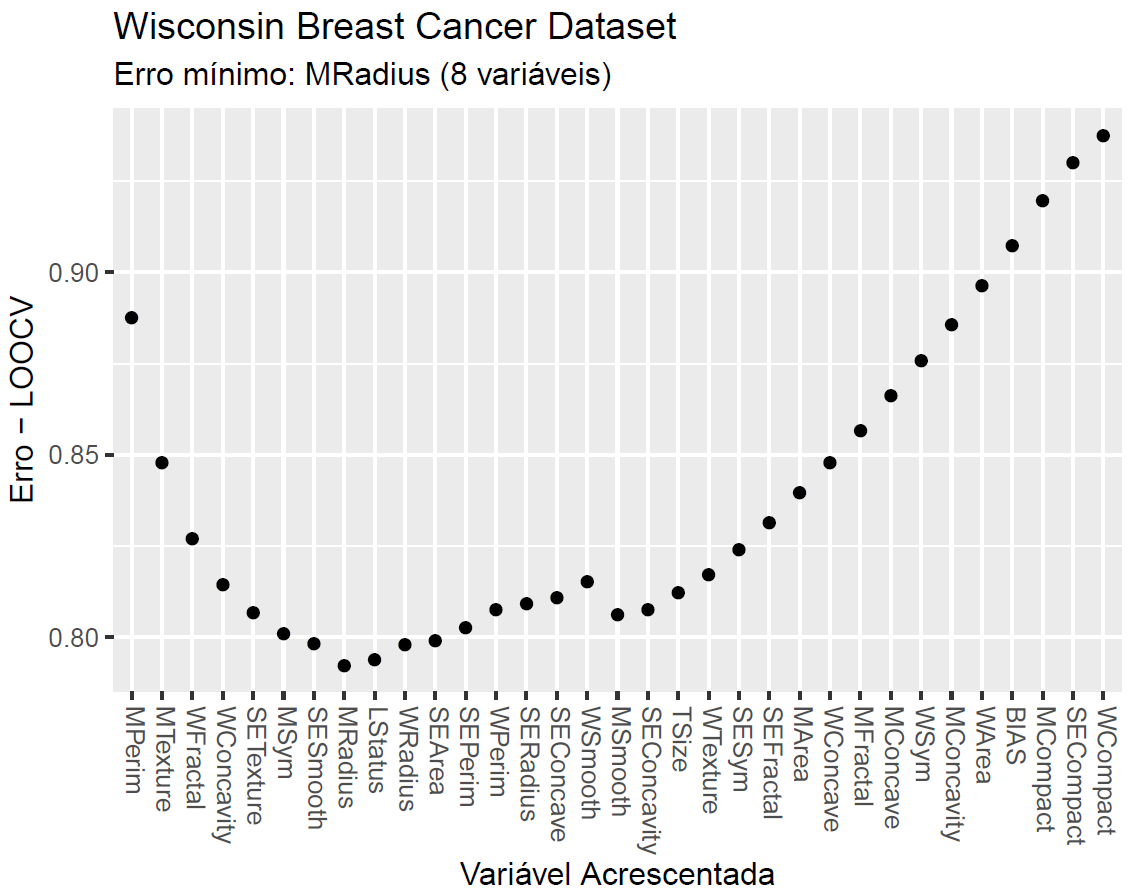 Wisconsin Breast Cancer Dataset
Erro mínimo: MRadius (8 variáveis)
Erro − LOOCV
0.90
0.85
0.80
MPerim
MTexture
WFractal
WConcavity
SETexture
MSym
SESmooth
MRadius
LStatus
WRadius
SEArea
SEPerim
WPerim
SERadius
SEConcave
WSmooth
MSmooth
SEConcavity
TSize
WTexture
SESym
SEFractal
MArea
WConcave
MFractal
MConcave
WSym
MConcavity
WArea
BIAS
MCompact
SECompact
WCompact
Variável Acrescentada